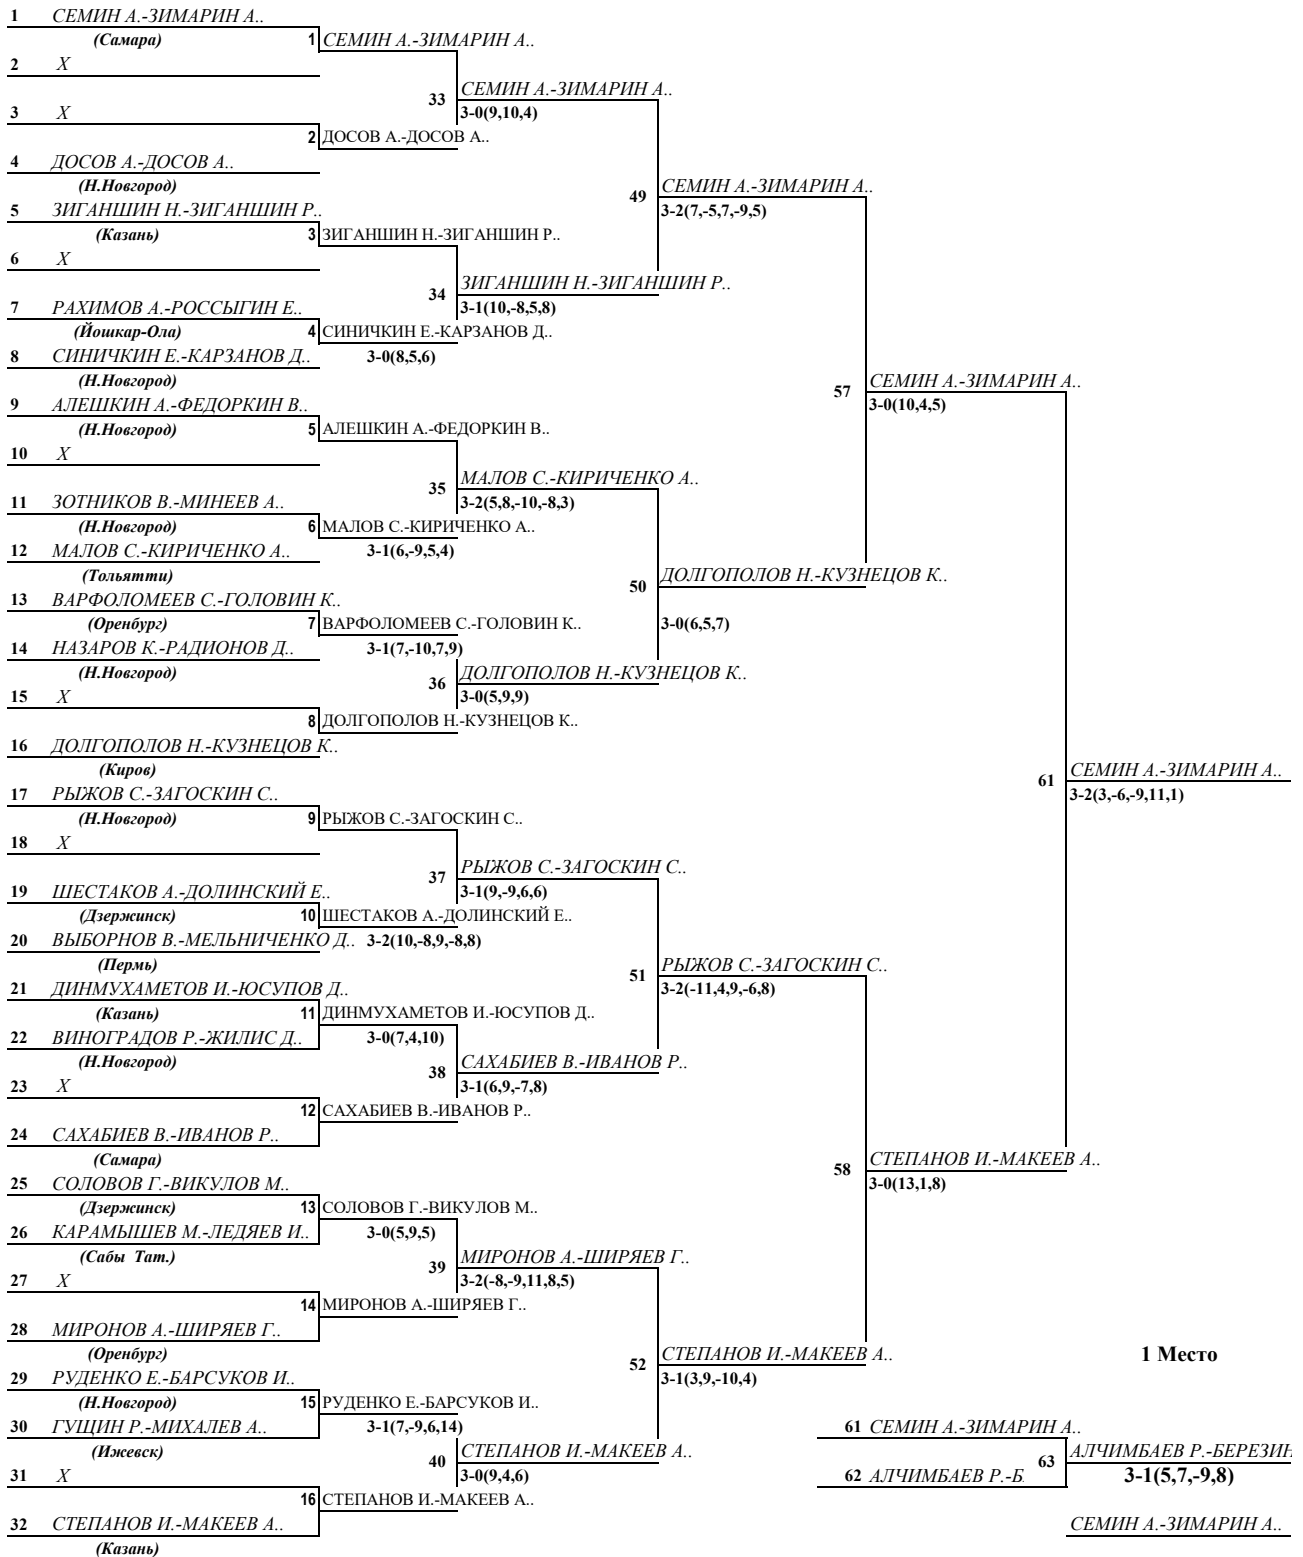 1 СЕМИН А.-ЗИМАРИН А..
(Самара) 1 СЕМИН А.-ЗИМАРИН А..
2 X
33 СЕМИН А.-ЗИМАРИН А..
3 X 3-0(9,10,4)
2 ДОСОВ А.-ДОСОВ А..
4 ДОСОВ А.-ДОСОВ А..
(Н.Новгород) 49 СЕМИН А.-ЗИМАРИН А..
5 ЗИГАНШИН Н.-ЗИГАНШИН Р.. 3-2(7,-5,7,-9,5)
(Казань) 3 ЗИГАНШИН Н.-ЗИГАНШИН Р..
6 X
34 ЗИГАНШИН Н.-ЗИГАНШИН Р..
7 РАХИМОВ А.-РОССЫГИН Е.. 3-1(10,-8,5,8)
(Йошкар-Ола) 4 СИНИЧКИН Е.-КАРЗАНОВ Д..
8 СИНИЧКИН Е.-КАРЗАНОВ Д.. 3-0(8,5,6)
(Н.Новгород) 57 СЕМИН А.-ЗИМАРИН А..
9 АЛЕШКИН А.-ФЕДОРКИН В.. 3-0(10,4,5)
(Н.Новгород) 5 АЛЕШКИН А.-ФЕДОРКИН В..
10 X
35 МАЛОВ С.-КИРИЧЕНКО А..
11 ЗОТНИКОВ В.-МИНЕЕВ А.. 3-2(5,8,-10,-8,3)
(Н.Новгород) 6 МАЛОВ С.-КИРИЧЕНКО А..
12 МАЛОВ С.-КИРИЧЕНКО А.. 3-1(6,-9,5,4)
(Тольятти) 50 ДОЛГОПОЛОВ Н.-КУЗНЕЦОВ К..
13 ВАРФОЛОМЕЕВ С.-ГОЛОВИН К..
(Оренбург) 7 ВАРФОЛОМЕЕВ С.-ГОЛОВИН К.. 3-0(6,5,7)
14 НАЗАРОВ К.-РАДИОНОВ Д.. 3-1(7,-10,7,9)
(Н.Новгород) 36 ДОЛГОПОЛОВ Н.-КУЗНЕЦОВ К..
15 X 3-0(5,9,9)
8 ДОЛГОПОЛОВ Н.-КУЗНЕЦОВ К..
16 ДОЛГОПОЛОВ Н.-КУЗНЕЦОВ К..
(Киров) 61 СЕМИН А.-ЗИМАРИН А..
17 РЫЖОВ С.-ЗАГОСКИН С.. 3-2(3,-6,-9,11,1)
(Н.Новгород) 9 РЫЖОВ С.-ЗАГОСКИН С..
18 X
37 РЫЖОВ С.-ЗАГОСКИН С..
19 ШЕСТАКОВ А.-ДОЛИНСКИЙ Е.. 3-1(9,-9,6,6)
(Дзержинск) 10 ШЕСТАКОВ А.-ДОЛИНСКИЙ Е..
20 ВЫБОРНОВ В.-МЕЛЬНИЧЕНКО Д.. 3-2(10,-8,9,-8,8)
(Пермь) 51 РЫЖОВ С.-ЗАГОСКИН С..
21 ДИНМУХАМЕТОВ И.-ЮСУПОВ Д.. 3-2(-11,4,9,-6,8)
(Казань) 11 ДИНМУХАМЕТОВ И.-ЮСУПОВ Д..
22 ВИНОГРАДОВ Р.-ЖИЛИС Д.. 3-0(7,4,10)
(Н.Новгород) 38 САХАБИЕВ В.-ИВАНОВ Р..
23 X 3-1(6,9,-7,8)
12 САХАБИЕВ В.-ИВАНОВ Р..
24 САХАБИЕВ В.-ИВАНОВ Р..
(Самара) 58 СТЕПАНОВ И.-МАКЕЕВ А..
25 СОЛОВОВ Г.-ВИКУЛОВ М.. 3-0(13,1,8)
(Дзержинск) 13 СОЛОВОВ Г.-ВИКУЛОВ М..
26 КАРАМЫШЕВ М.-ЛЕДЯЕВ И.. 3-0(5,9,5)
(Сабы Тат.) 39 МИРОНОВ А.-ШИРЯЕВ Г..
27 X 3-2(-8,-9,11,8,5)
14 МИРОНОВ А.-ШИРЯЕВ Г..
28 МИРОНОВ А.-ШИРЯЕВ Г..
(Оренбург) 52 СТЕПАНОВ И.-МАКЕЕВ А.. 1 Место
29 РУДЕНКО Е.-БАРСУКОВ И.. 3-1(3,9,-10,4)
(Н.Новгород) 15 РУДЕНКО Е.-БАРСУКОВ И..
30 ГУЩИН Р.-МИХАЛЕВ А.. 3-1(7,-9,6,14) 61 СЕМИН А.-ЗИМАРИН А..
(Ижевск) 40 СТЕПАНОВ И.-МАКЕЕВ А.. 63 АЛЧИМБАЕВ Р.-БЕРЕЗИН
31 X 3-0(9,4,6) 62 АЛЧИМБАЕВ Р.-Б 3-1(5,7,-9,8)
16 СТЕПАНОВ И.-МАКЕЕВ А..
32 СТЕПАНОВ И.-МАКЕЕВ А.. СЕМИН А.-ЗИМАРИН А..
(Казань)